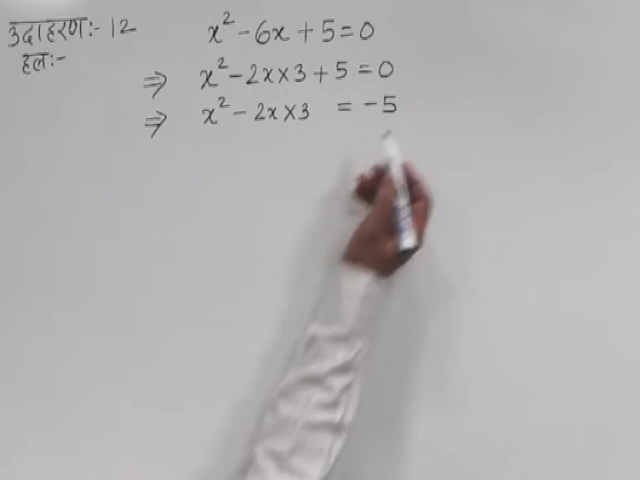 उदाहरण:- 12 x² - 6x + 5 = 0
हल:-
⇒ x² - 2x×3 + 5 = 0
⇒ x² - 2x×3 = -5